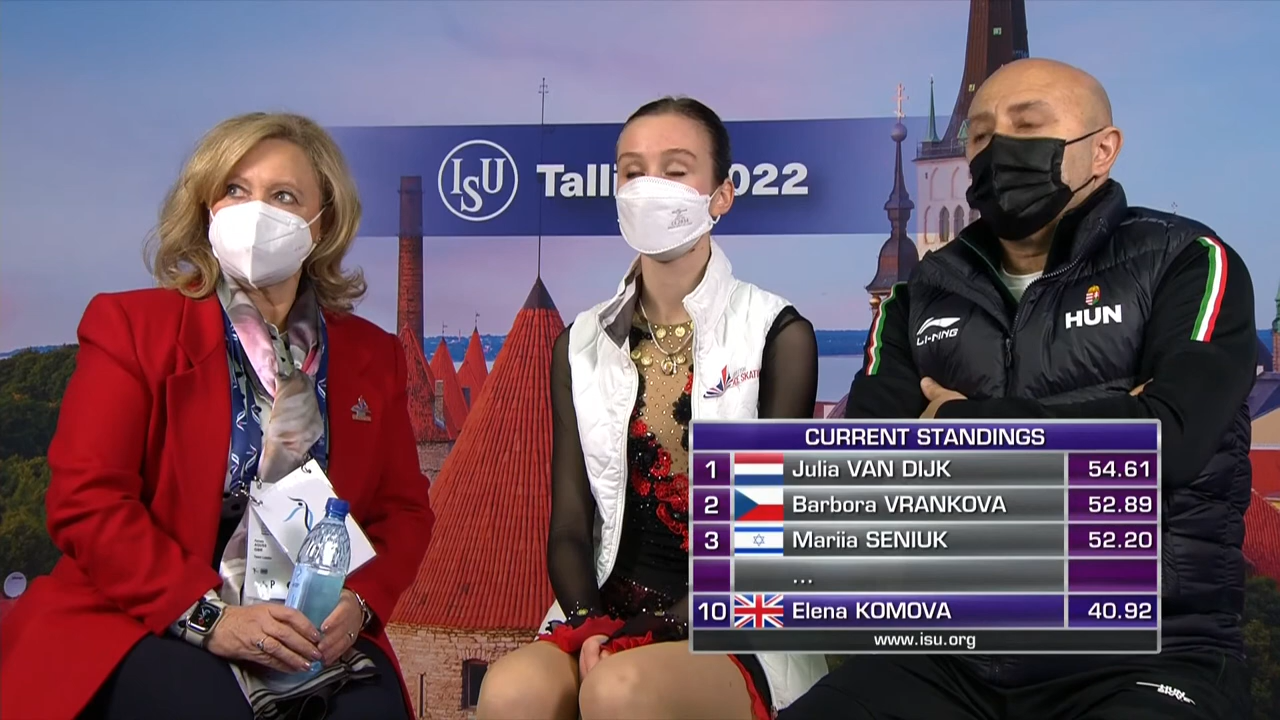 ISU
Talli 022
HUN
LI-NING
CURRENT STANDINGS
1 Julia VAN DIJK 54.61
2 Barbora VRANKOVA 52.89
3 Mariia SENIUK 52.20
...
10 Elena KOMOVA 40.92
www.isu.org